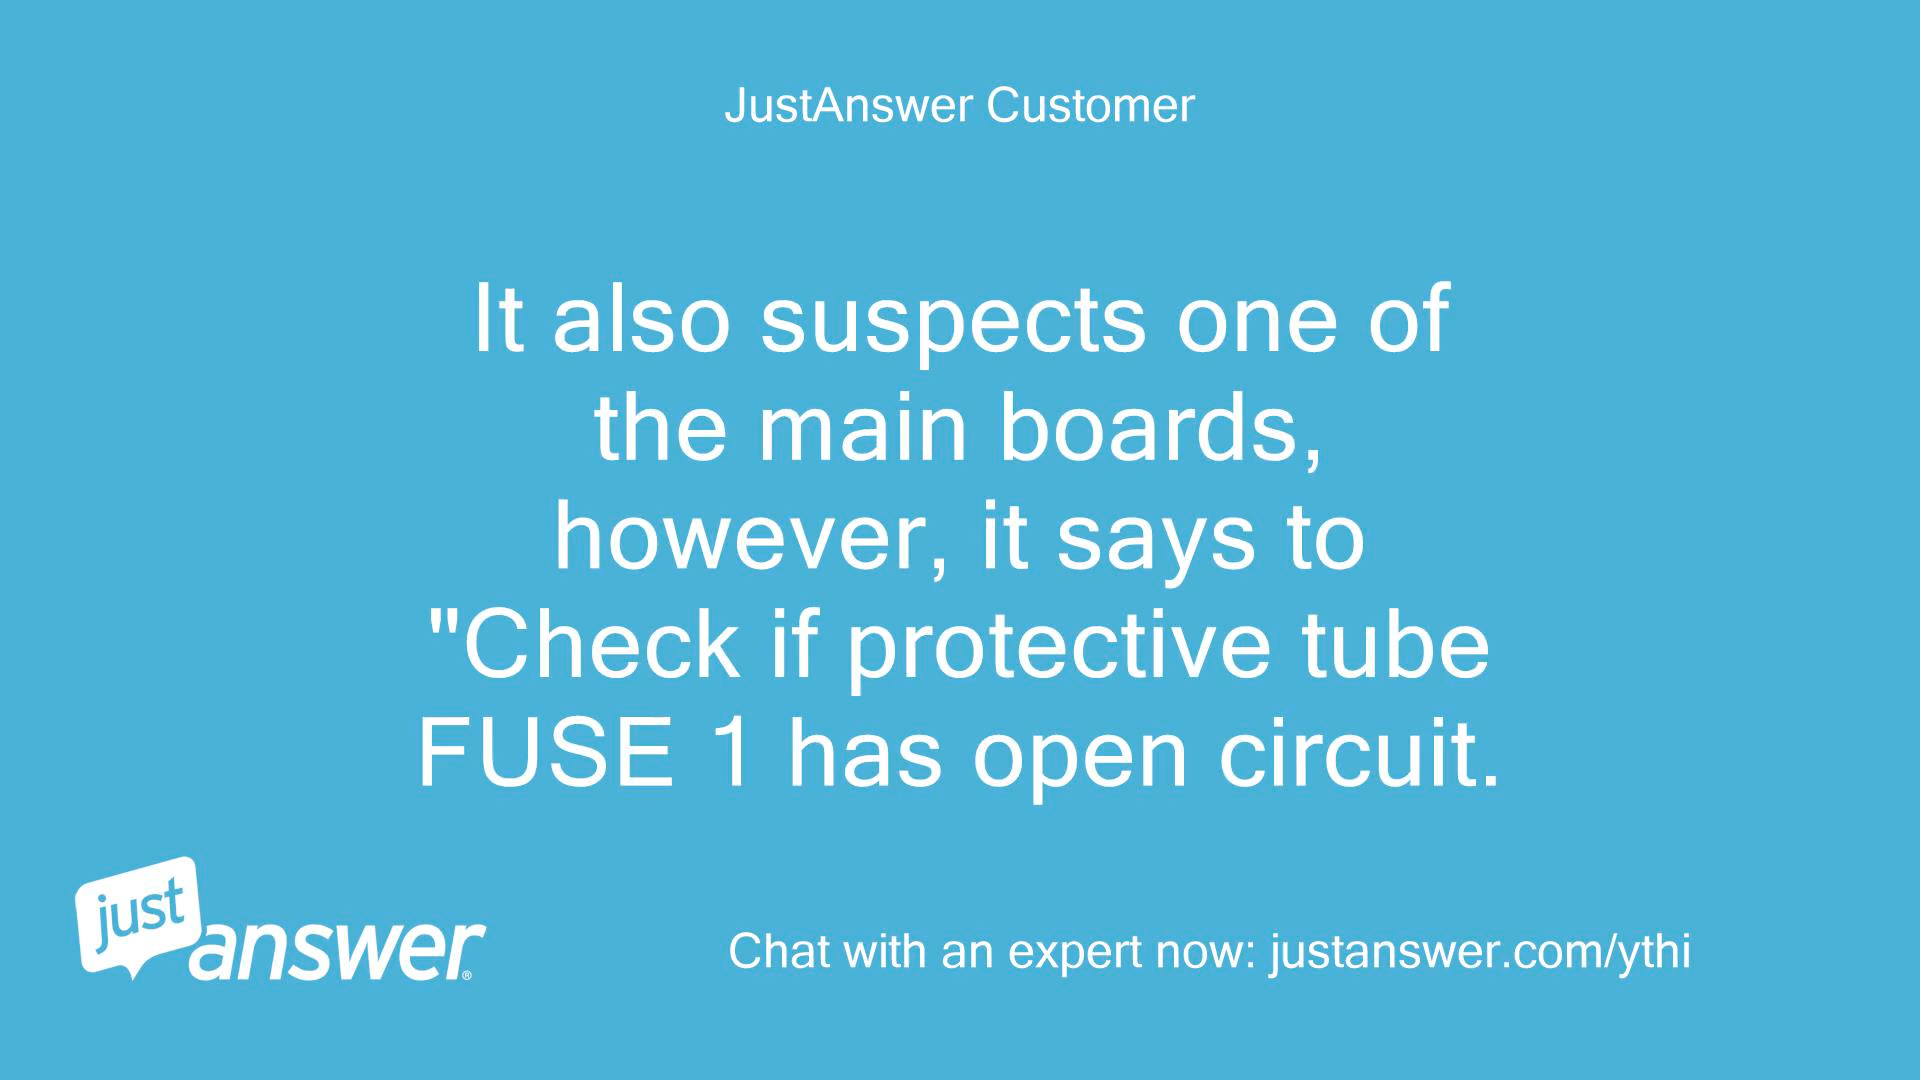 JustAnswer Customer
It also suspects one of
the main boards,
however, it says to
"Check if protective tube
FUSE 1 has open circuit.
just
answer®
Chat with an expert now: justanswer.com/ythi